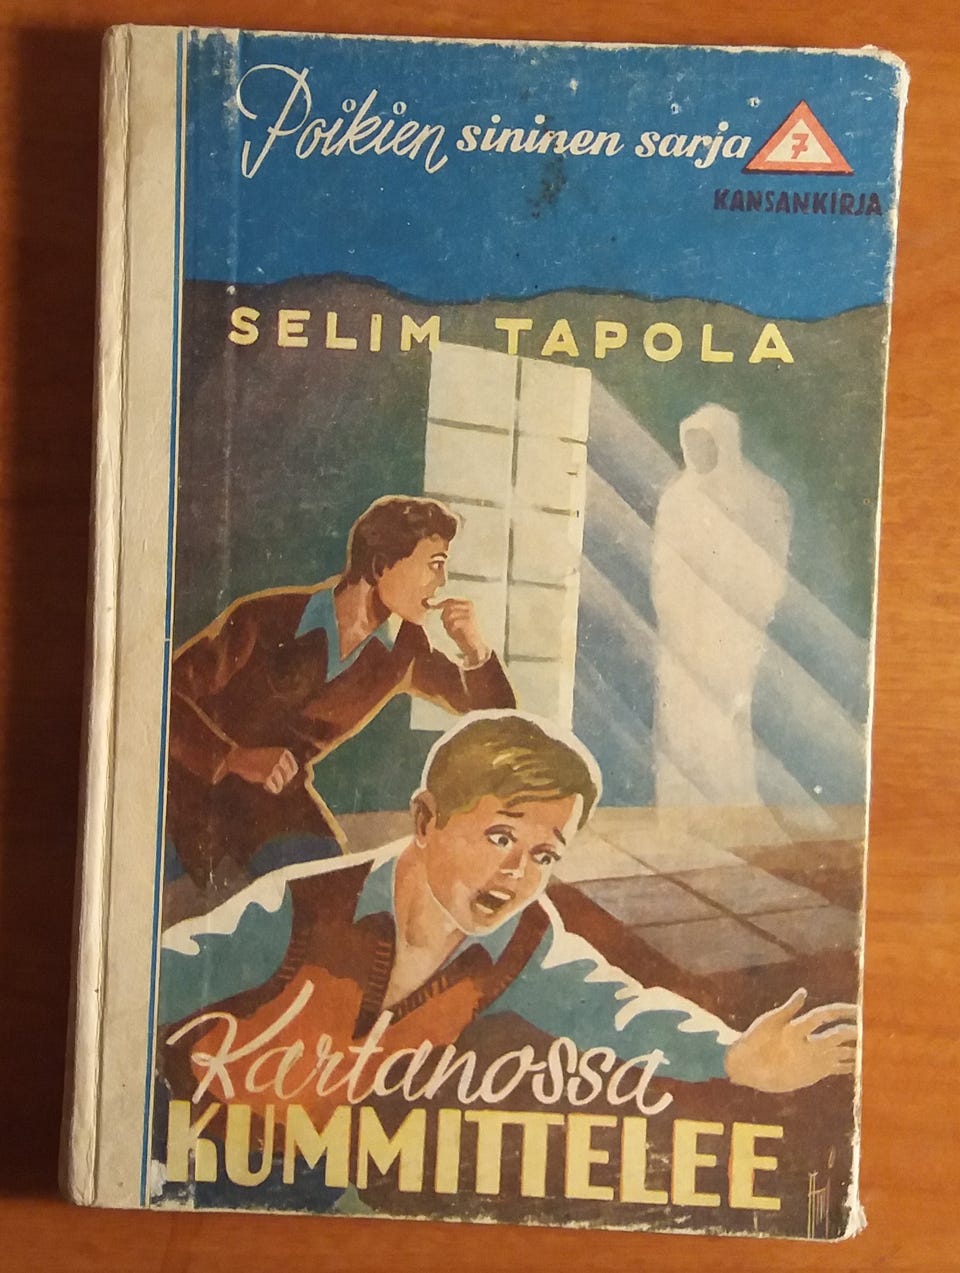 Poikien sininen sarja
7
KANSANKIRJA
SELIM TAPOLA
Kartanossa
KUMMITTELEE